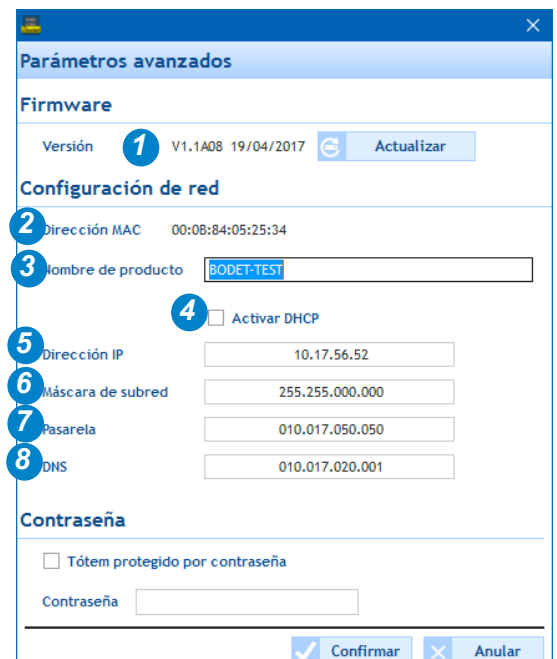 Parámetros avanzados
Firmware
Versión 1 V1.1A08 19/04/2017 Actualizar
Configuración de red
2 Dirección MAC 00:0B:84:05:25:34
3 Nombre de producto BODET-TEST
4 Activar DHCP
5 Dirección IP 10.17.56.52
6 Máscara de subred 255.255.000.000
7 Pasarela 010.017.050.050
8 DNS 010.017.020.001
Contraseña
Tótem protegido por contraseña
Contraseña
Confirmar Anular